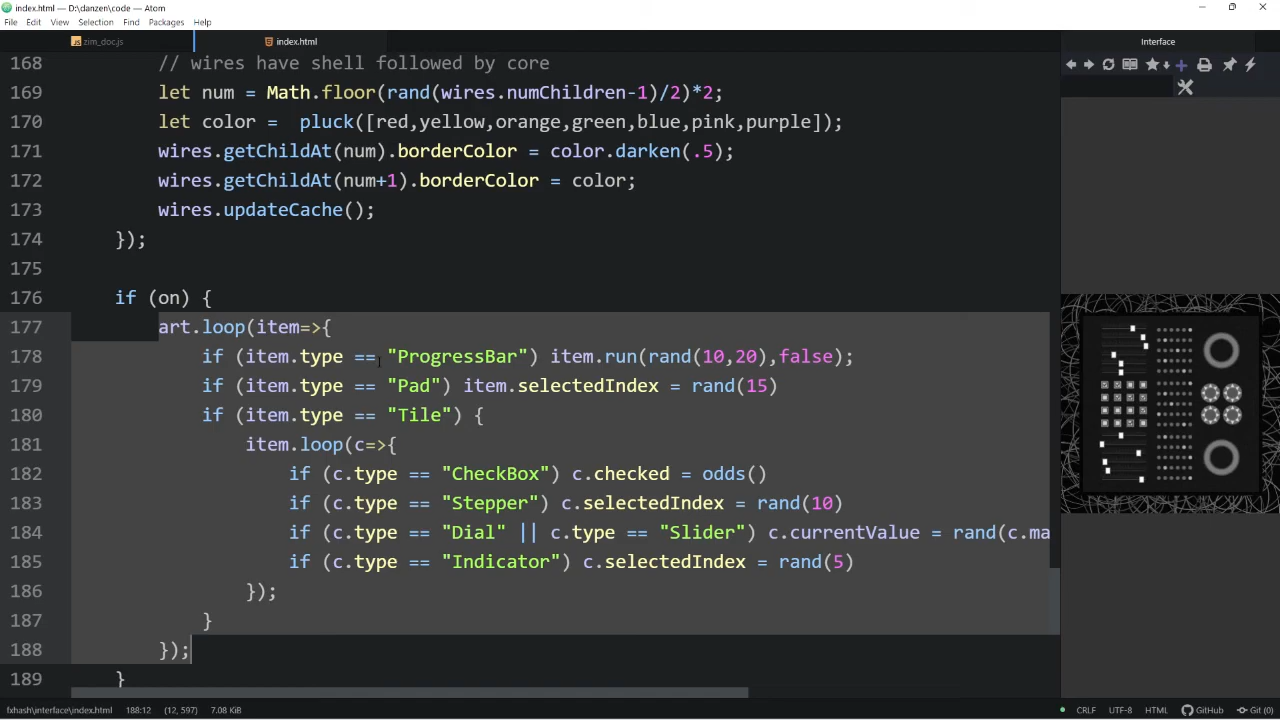 index.html — D:\danzen\code — Atom
File Edit View Selection Find Packages Help
zim_doc.js index.html Interface
168 // wires have shell followed by core
169 let num = Math.floor(rand(wires.numChildren-1)/2)*2;
170 let color =  pluck([red,yellow,orange,green,blue,pink,purple]);
171 wires.getChildAt(num).borderColor = color.darken(.5);
172 wires.getChildAt(num+1).borderColor = color;
173 wires.updateCache();
174 });
175
176 if (on) {
177 art.loop(item=>{
178 if (item.type == "ProgressBar") item.run(rand(10,20),false);
179 if (item.type == "Pad") item.selectedIndex = rand(15)
180 if (item.type == "Tile") {
181 item.loop(c=>{
182 if (c.type == "CheckBox") c.checked = odds()
183 if (c.type == "Stepper") c.selectedIndex = rand(10)
184 if (c.type == "Dial" || c.type == "Slider") c.currentValue = rand(c.ma
185 if (c.type == "Indicator") c.selectedIndex = rand(5)
186 });
187 }
188 });
189 }
fxhash\interface\index.html 188:12 (12, 597) 7.08 KiB CRLF UTF-8 HTML GitHub Git (0)